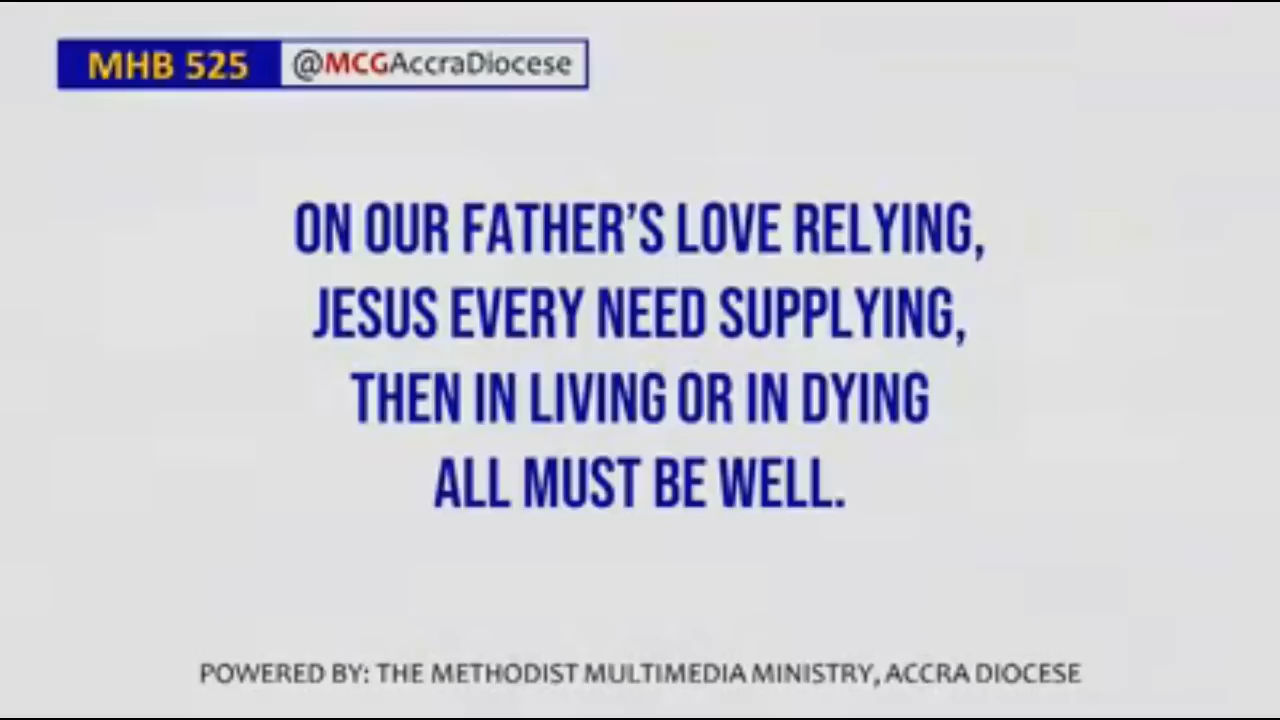 MHB 525 @MCGAccraDiocese
ON OUR FATHER'S LOVE RELYING,
JESUS EVERY NEED SUPPLYING,
THEN IN LIVING OR IN DYING
ALL MUST BE WELL.
POWERED BY: THE METHODIST MULTIMEDIA MINISTRY, ACCRA DIOCESE